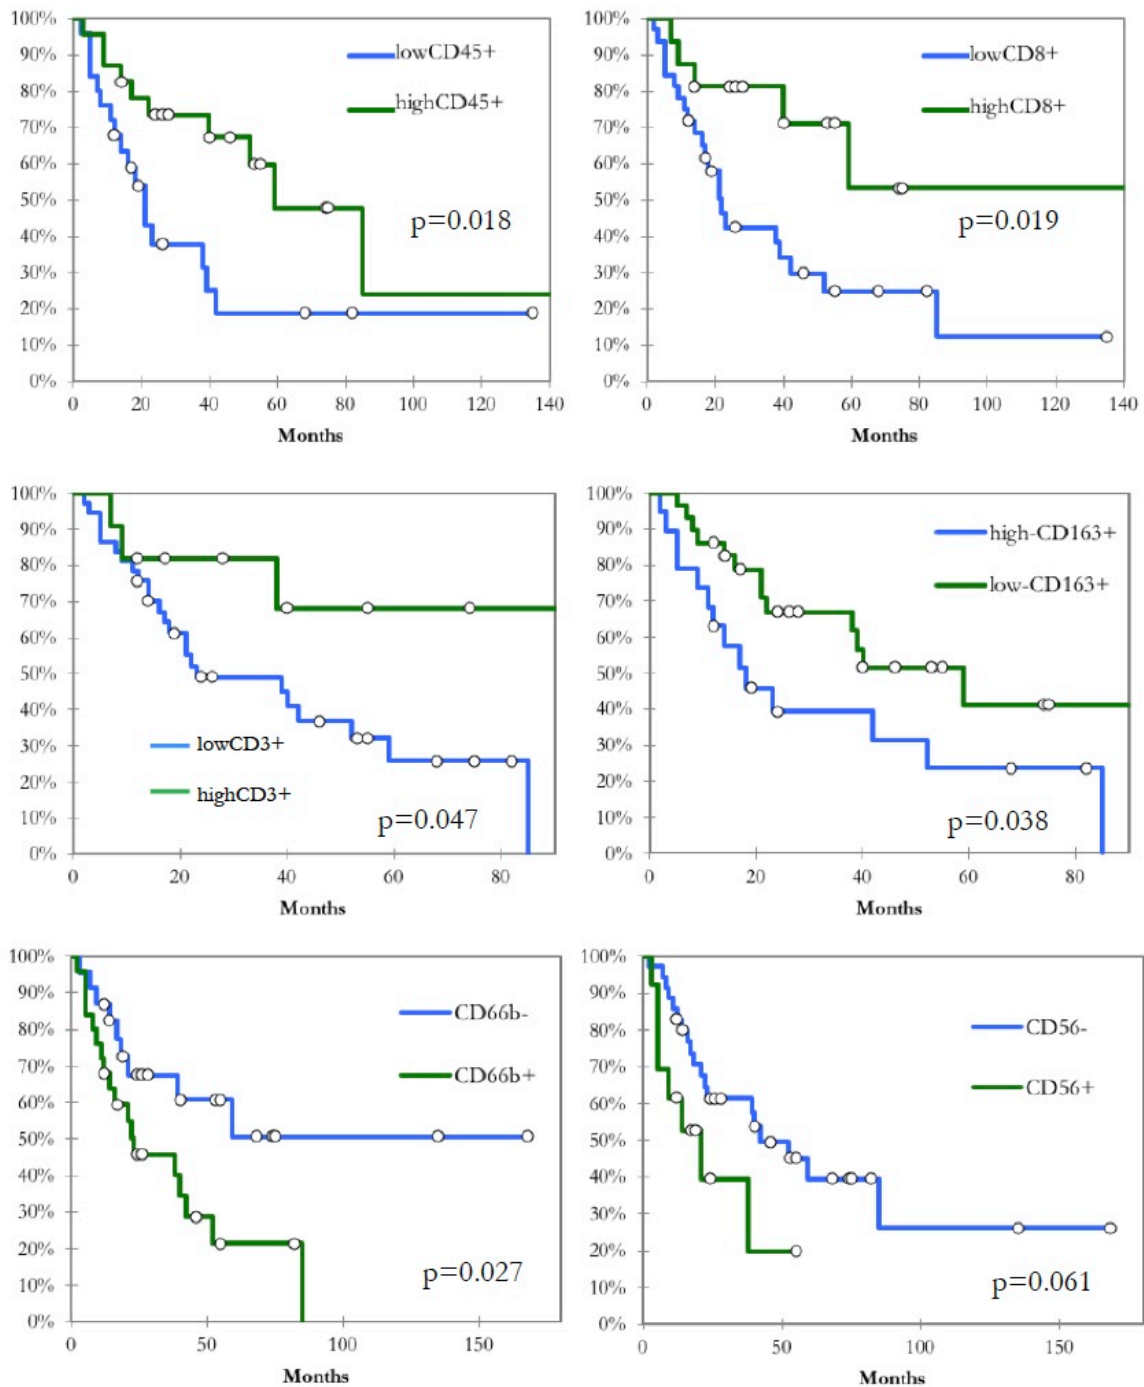 100%
90%
80%
70%
60%
50%
40%
30%
20%
10%
0%
lowCD45+
highCD45+
p=0.018
0 20 40 60 80 100 120 140
Months
100%
90%
80%
70%
60%
50%
40%
30%
20%
10%
0%
lowCD8+
highCD8+
p=0.019
0 20 40 60 80 100 120 140
Months
100%
90%
80%
70%
60%
50%
40%
30%
20%
10%
0%
lowCD3+
highCD3+
p=0.047
0 20 40 60 80
Months
100%
90%
80%
70%
60%
50%
40%
30%
20%
10%
0%
high-CD163+
low-CD163+
p=0.038
0 20 40 60 80
Months
100%
90%
80%
70%
60%
50%
40%
30%
20%
10%
0%
CD66b-
CD66b+
p=0.027
0 50 100 150
Months
100%
90%
80%
70%
60%
50%
40%
30%
20%
10%
0%
CD56-
CD56+
p=0.061
0 50 100 150
Months